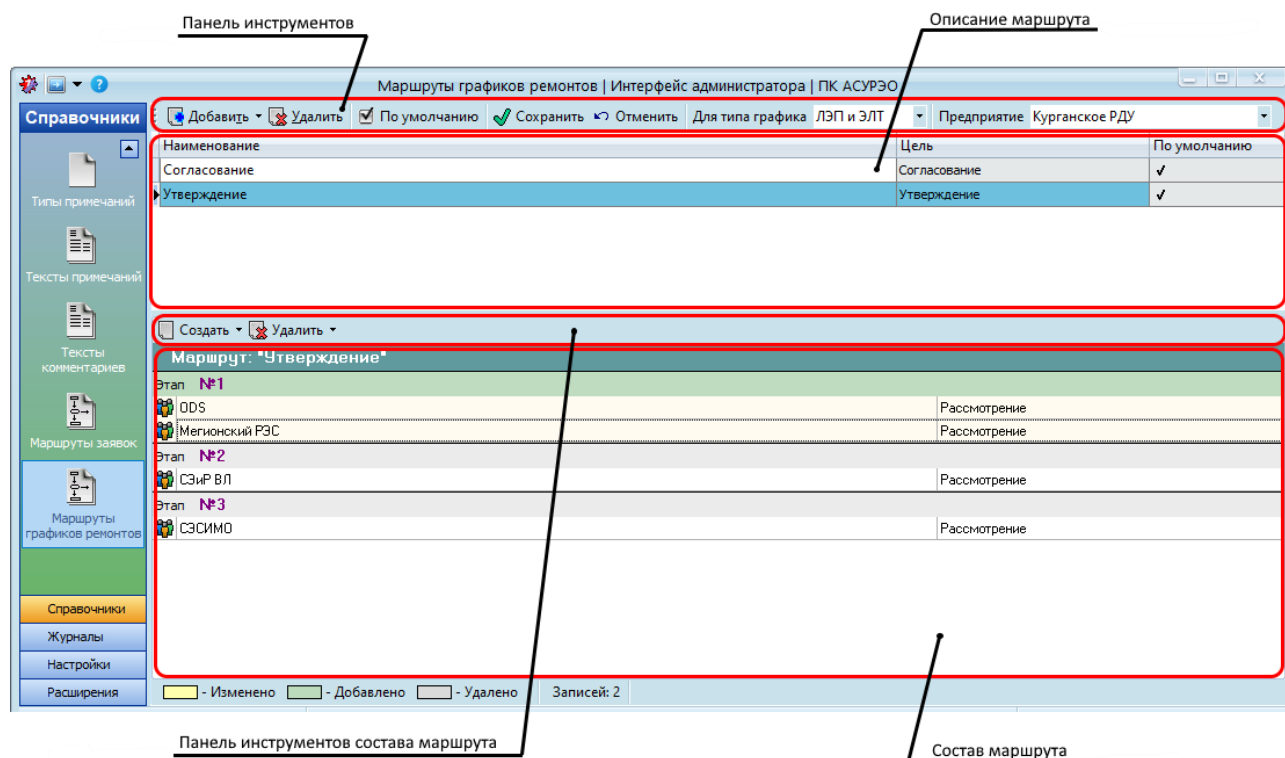 Панель инструментов
Описание маршрута
Маршруты графиков ремонтов | Интерфейс администратора | ПК АСУРЭО
Справочники
Добавить Удалить По умолчанию Сохранить Отменить Для типа графика ЛЭП и ЭЛТ Предприятие Курганское РДУ
Наименование Цель По умолчанию
Согласование Согласование
Утверждение Утверждение
Типы примечаний
Тексты примечаний
Тексты
комментариев
Маршруты заявок
Маршруты
графиков ремонтов
Создать Удалить
Маршрут: "Утверждение"
Этап №1
ODS Рассмотрение
Мегионский РЭС Рассмотрение
Этап №2
СЭиР ВЛ Рассмотрение
Этап №3
СЭСИМО Рассмотрение
Справочники
Журналы
Настройки
Расширения
- Изменено - Добавлено - Удалено Записей: 2
Панель инструментов состава маршрута
Состав маршрута